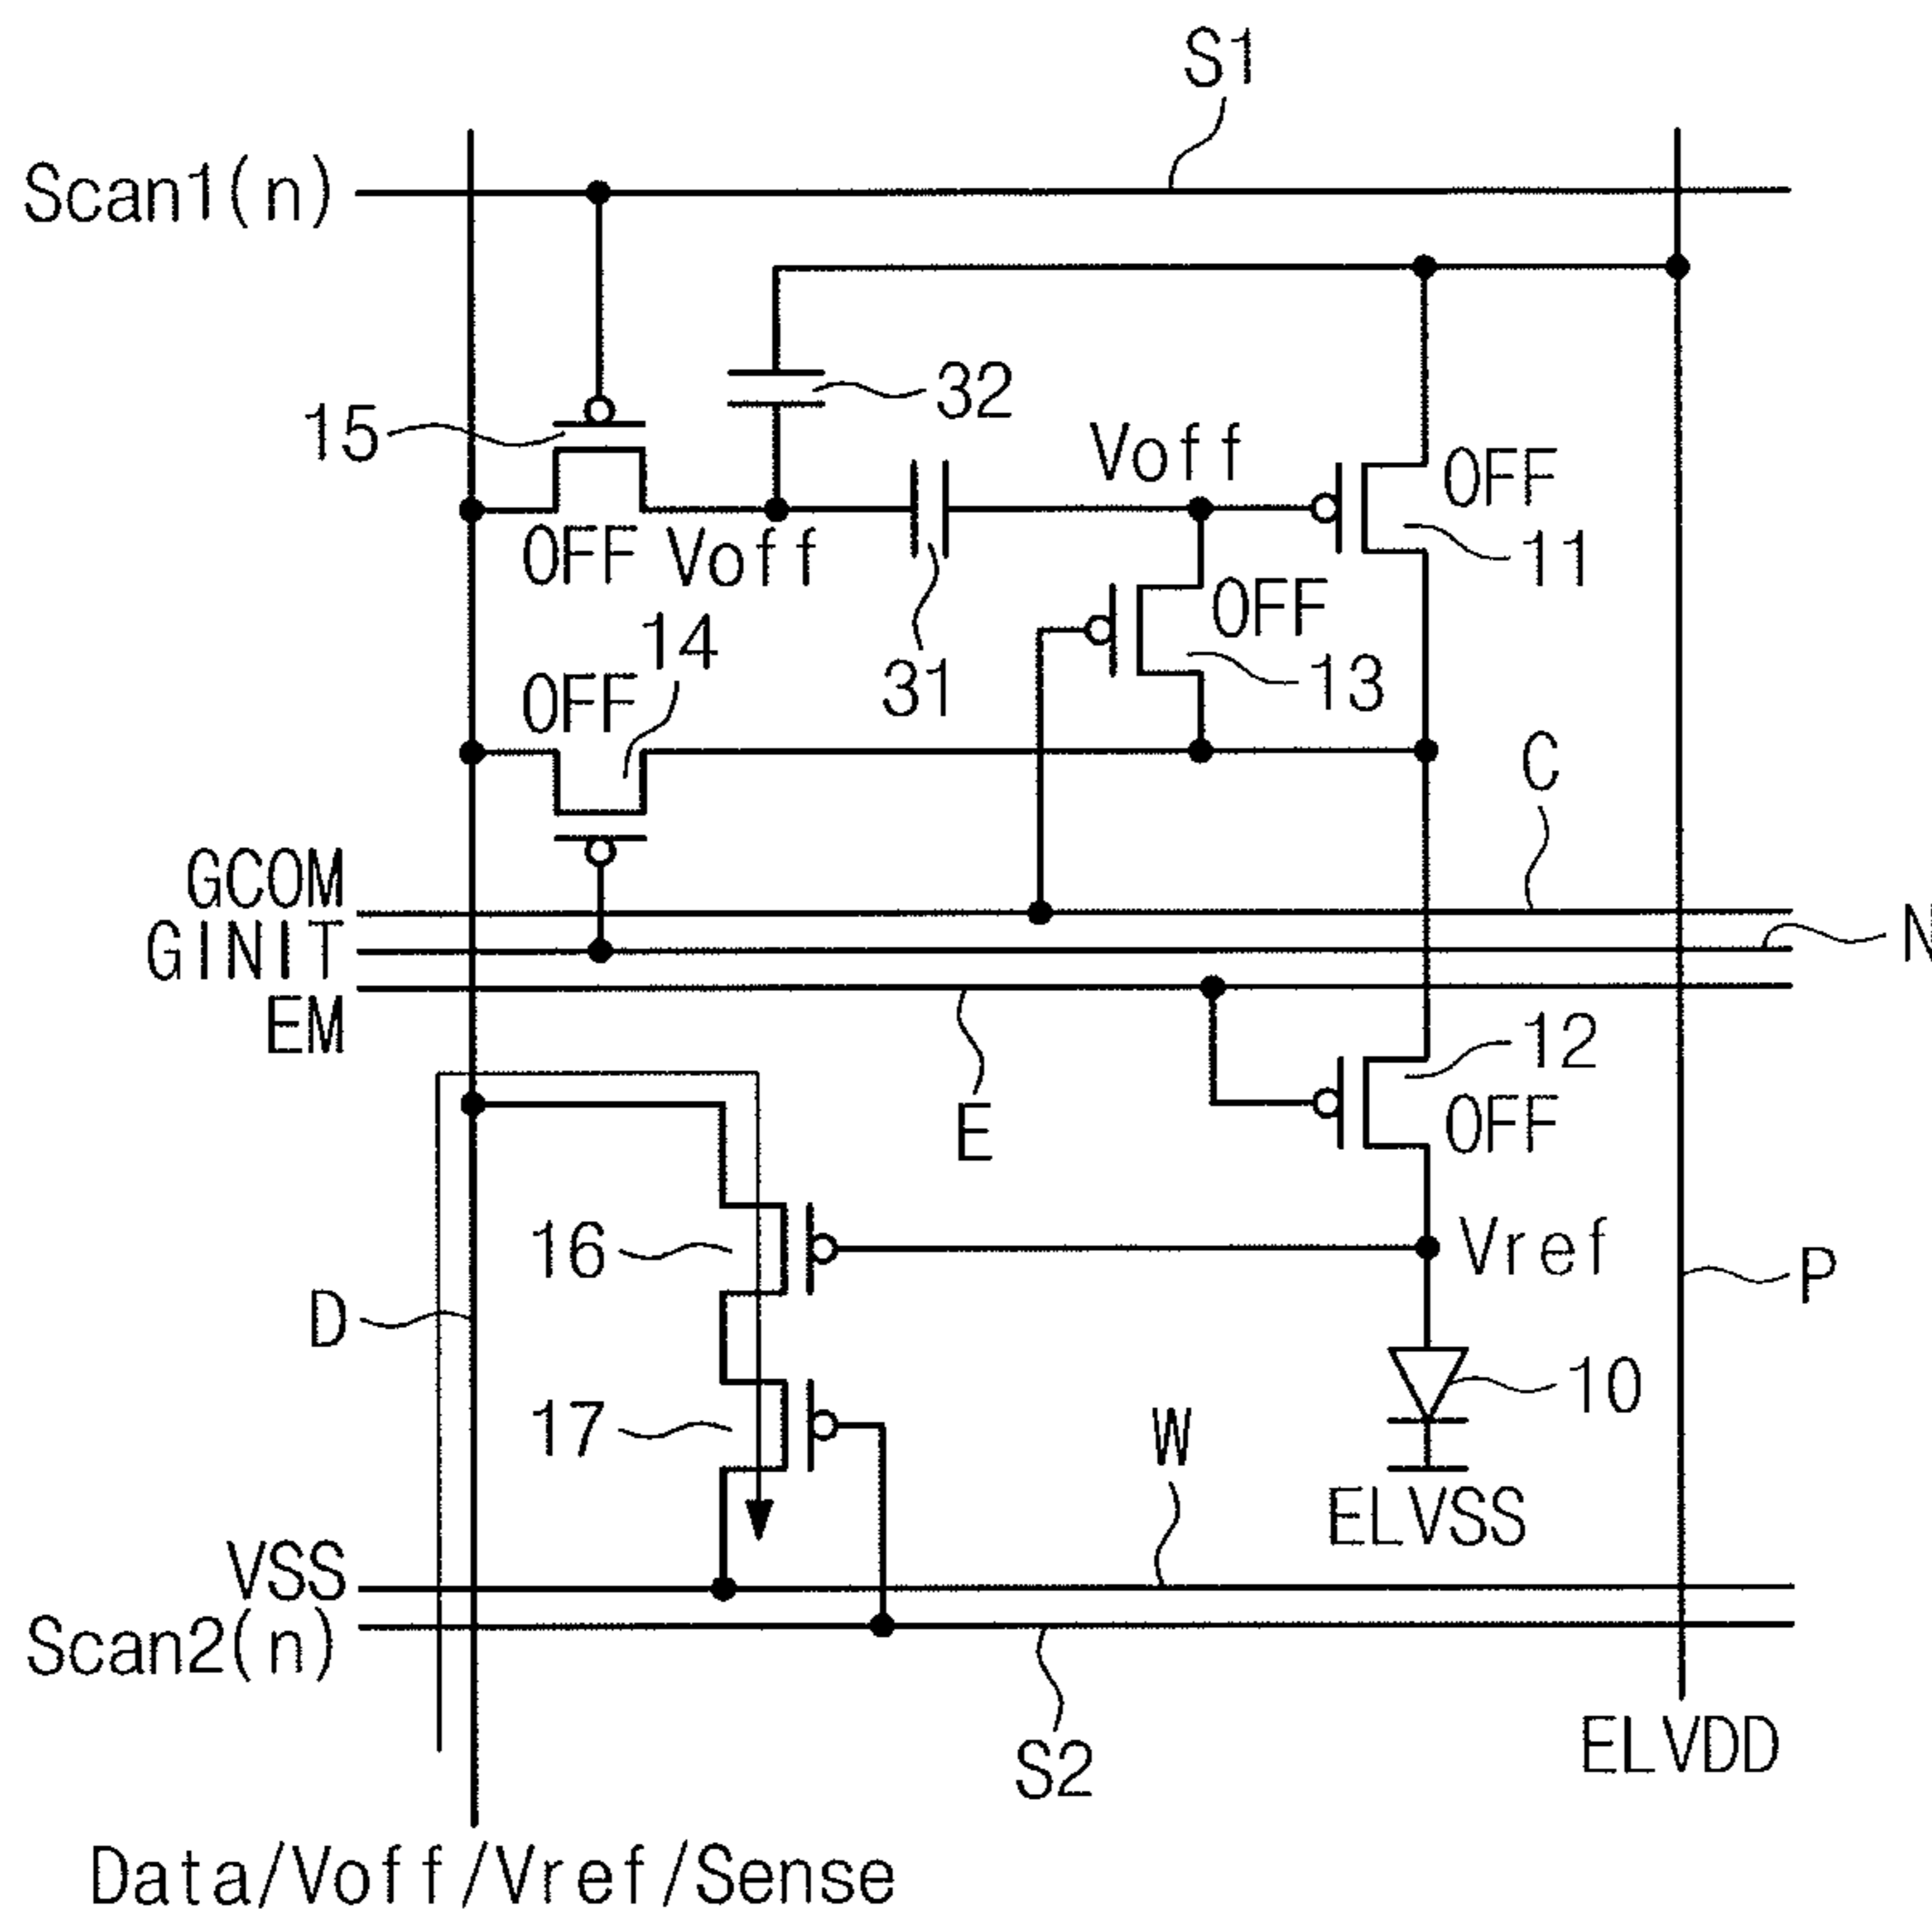 S1
Scan1(n)
32
15
Voff
OFF
11
OFF
Voff
OFF
14
13
31
OFF
C
GCOM
GINIT
N
EM
12
E
OFF
16
Vref
P
D
10
17
W
ELVSS
VSS
Scan2(n)
ELVDD
S2
Data/Voff/Vref/Sense